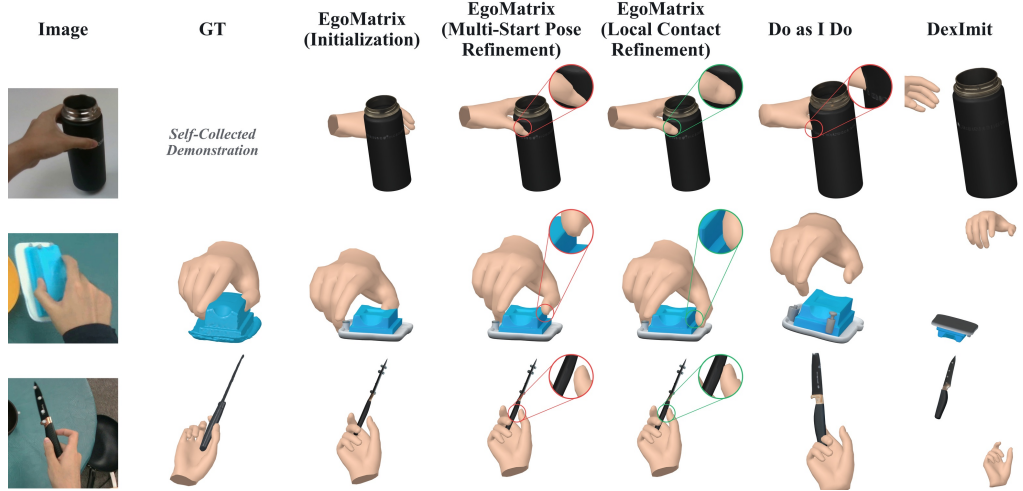 Image
GT
EgoMatrix
(Initialization)
EgoMatrix
(Multi-Start Pose
Refinement)
EgoMatrix
(Local Contact
Refinement)
Do as I Do
DexImit
Self-Collected
Demonstration